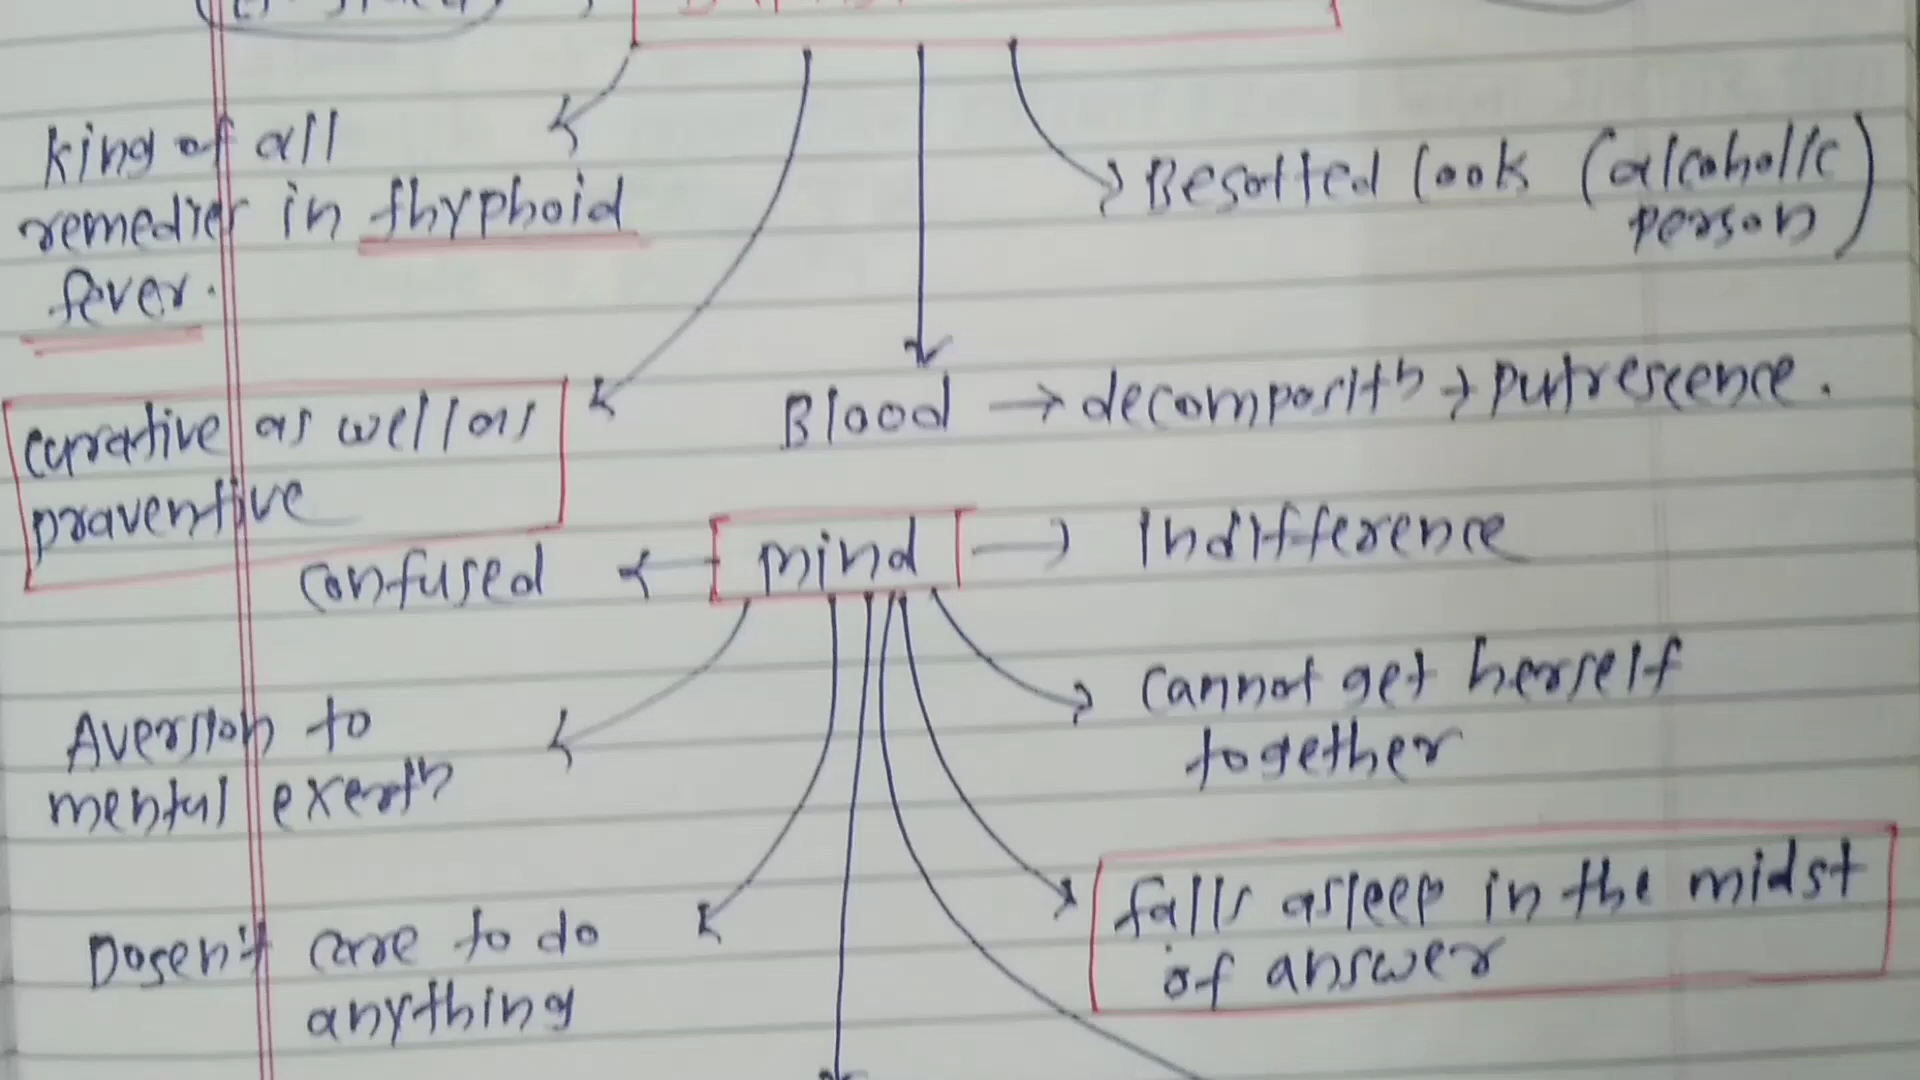 King of all
remedies in thyphoid
fever.
Besotted look (alcoholic
person)
curative as well as
praventive
Blood → decomposith → putrescence.
confused
mind
Indifference
cannot get herself
together
Aversion to
mental exerth
falls asleep in the midst
of answer
Dosen't care to do
anything